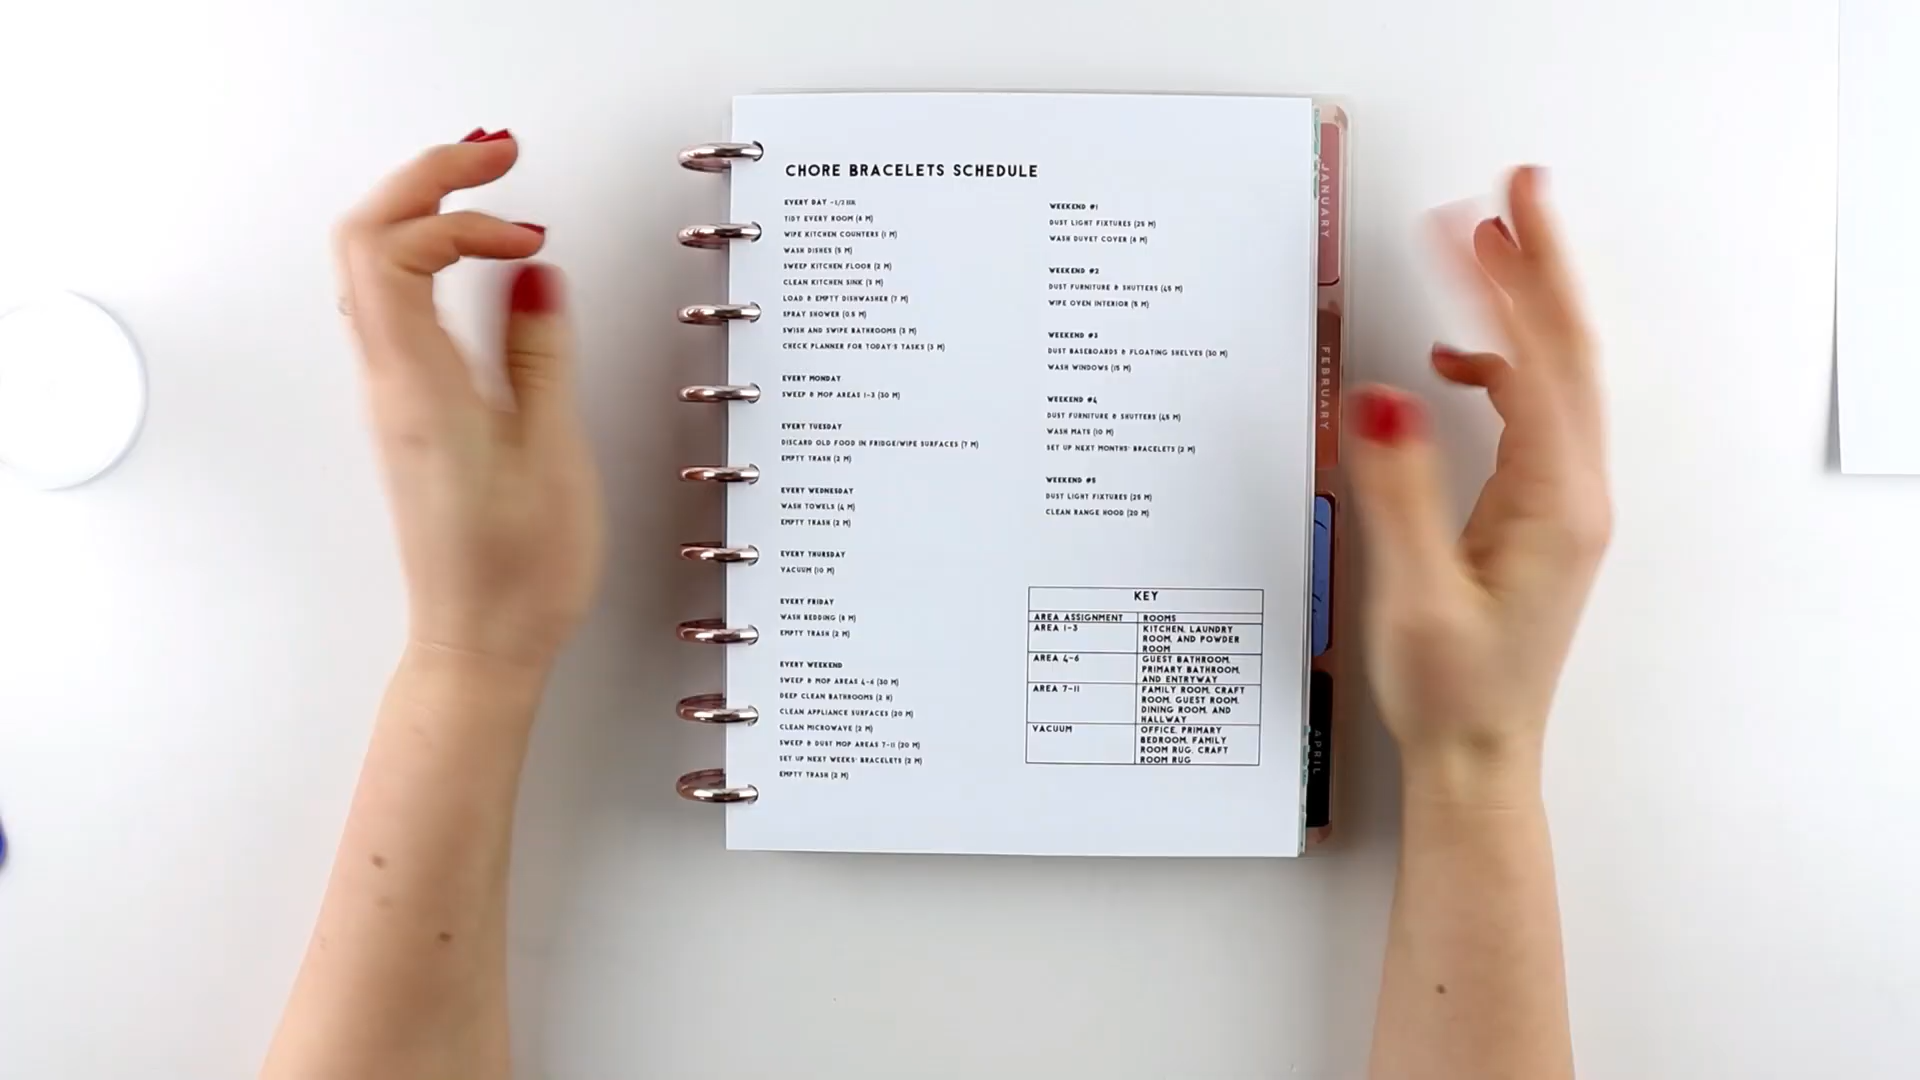 CHORE BRACELETS SCHEDULE
EVERY DAY ~1/2 HR
TIDY EVERY ROOM (8 M)
WIPE KITCHEN COUNTERS (1 M)
WASH DISHES (5 M)
SWEEP KITCHEN FLOOR (2 M)
CLEAN KITCHEN SINK (3 M)
LOAD & EMPTY DISHWASHER (7 M)
SPRAY SHOWER (0.5 M)
SWISH AND SWIPE BATHROOMS (3 M)
CHECK PLANNER FOR TODAY'S TASKS (3 M)
EVERY MONDAY
SWEEP & MOP AREAS 1-3 (30 M)
EVERY TUESDAY
DISCARD OLD FOOD IN FRIDGE/WIPE SURFACES (7 M)
EMPTY TRASH (2 M)
EVERY WEDNESDAY
WASH TOWELS (4 M)
EMPTY TRASH (2 M)
EVERY THURSDAY
VACUUM (10 M)
EVERY FRIDAY
WASH BEDDING (8 M)
EMPTY TRASH (2 M)
EVERY WEEKEND
SWEEP & MOP AREAS 4-6 (30 M)
DEEP CLEAN BATHROOMS (2 H)
CLEAN APPLIANCE SURFACES (20 M)
CLEAN MICROWAVE (2 M)
SWEEP & DUST MOP AREAS 7-11 (20 M)
SET UP NEXT WEEKS' BRACELETS (2 M)
EMPTY TRASH (2 M)
WEEKEND #1
DUST LIGHT FIXTURES (25 M)
WASH DUVET COVER (8 M)
WEEKEND #2
DUST FURNITURE & SHUTTERS (45 M)
WIPE OVEN INTERIOR (5 M)
WEEKEND #3
DUST BASEBOARDS & FLOATING SHELVES (30 M)
WASH WINDOWS (15 M)
WEEKEND #4
DUST FURNITURE & SHUTTERS (45 M)
WASH MATS (10 M)
SET UP NEXT MONTHS' BRACELETS (2 M)
WEEKEND #5
DUST LIGHT FIXTURES (25 M)
CLEAN RANGE HOOD (20 M)
KEY
AREA ASSIGNMENT ROOMS
AREA 1-3 KITCHEN, LAUNDRY
ROOM, AND POWDER
ROOM
AREA 4-6 GUEST BATHROOM,
PRIMARY BATHROOM,
AND ENTRYWAY
AREA 7-11 FAMILY ROOM, CRAFT
ROOM, GUEST ROOM,
DINING ROOM, AND
HALLWAY
VACUUM OFFICE, PRIMARY
BEDROOM, FAMILY
ROOM RUG, CRAFT
ROOM RUG
JANUARY
FEBRUARY
APRIL